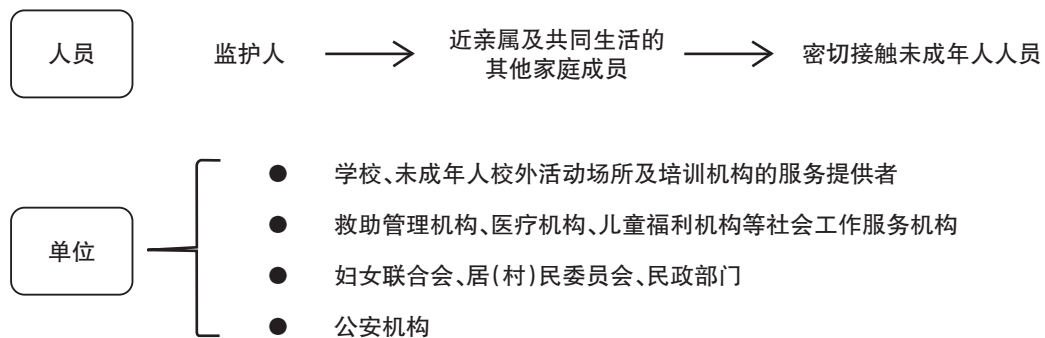 人员
监护人
近亲属及共同生活的
其他家庭成员
密切接触未成年人人员
单位
● 学校、未成年人校外活动场所及培训机构的服务提供者
● 救助管理机构、医疗机构、儿童福利机构等社会工作服务机构
● 妇女联合会、居(村)民委员会、民政部门
● 公安机构